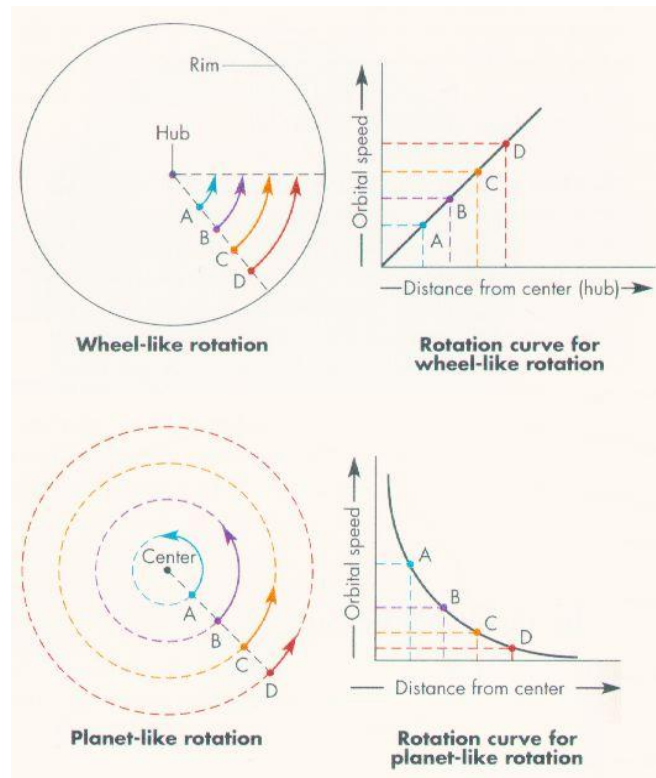 Rim
Hub
A
B
C
D
Wheel-like rotation
Orbital speed
A
B
C
D
Distance from center (hub)
Rotation curve for
wheel-like rotation
Center
A
B
C
D
Planet-like rotation
Orbital speed
A
B
C
D
Distance from center
Rotation curve for
planet-like rotation